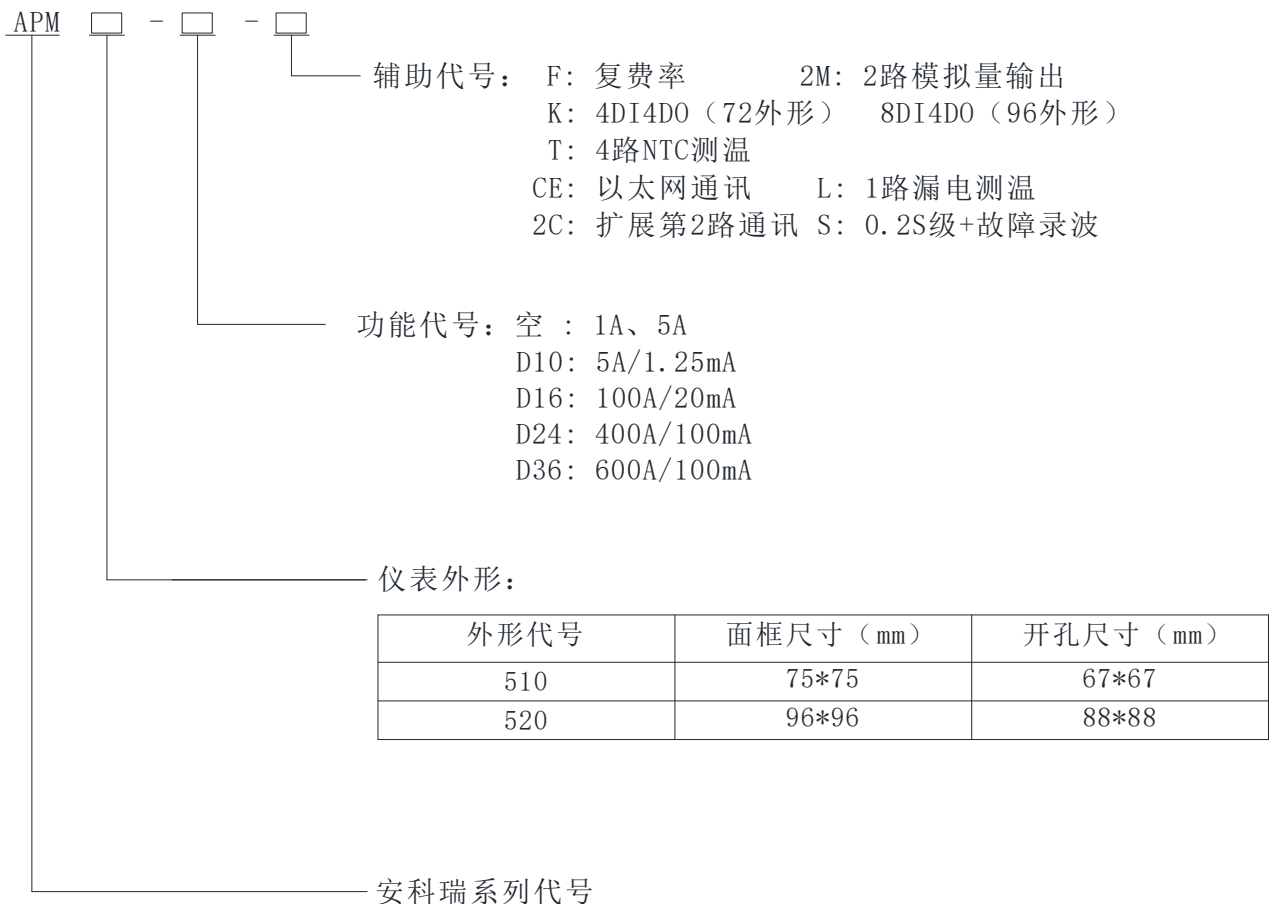 APM □ - □ - □
辅助代号： F: 复费率 2M: 2路模拟量输出
K: 4DI4DO（72外形） 8DI4DO（96外形）
T: 4路NTC测温
CE: 以太网通讯 L: 1路漏电测温
2C: 扩展第2路通讯 S: 0.2S级+故障录波
功能代号：空 : 1A、5A
D10: 5A/1.25mA
D16: 100A/20mA
D24: 400A/100mA
D36: 600A/100mA
仪表外形：
外形代号 面框尺寸（mm） 开孔尺寸（mm）
510 75*75 67*67
520 96*96 88*88
安科瑞系列代号